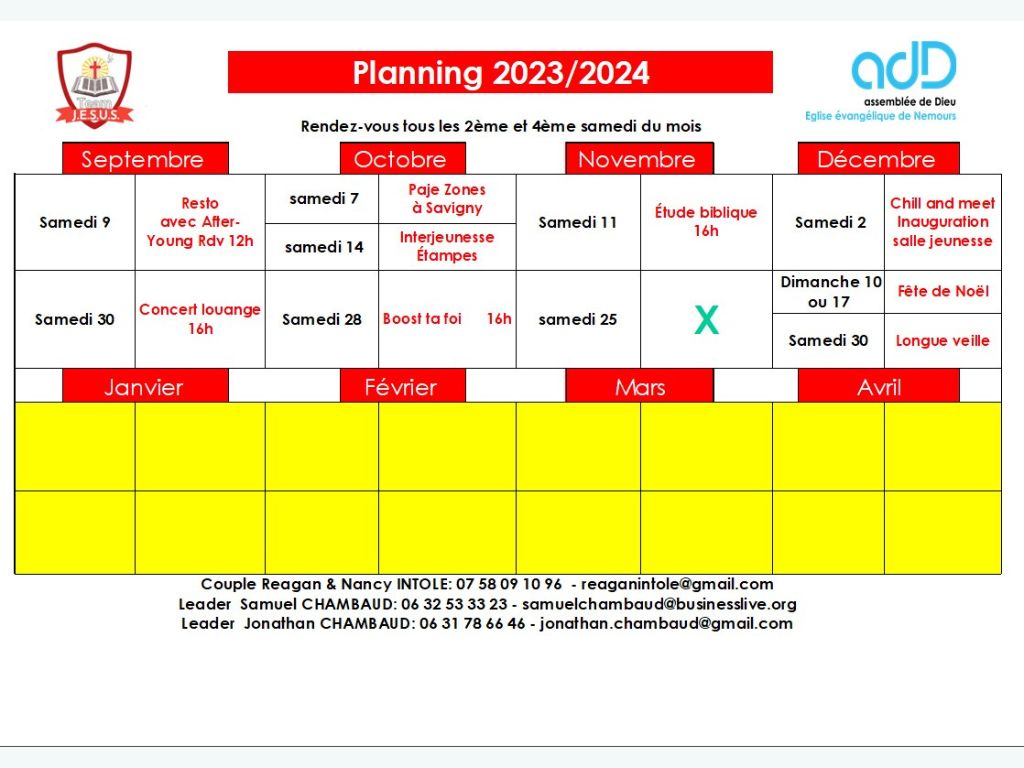 Team
J.E.S.U.S.
Planning 2023/2024
adD
assemblée de Dieu
Eglise évangélique de Nemours
Rendez-vous tous les 2ème et 4ème samedi du mois
Septembre
Octobre
Novembre
Décembre
Samedi 9
Resto
avec After-
Young Rdv 12h
samedi 7
Paje Zones
à Savigny
samedi 14
Interjeunesse
Étampes
Samedi 11
Étude biblique
16h
Samedi 2
Chill and meet
Inauguration
salle jeunesse
Samedi 30
Concert louange
16h
Samedi 28
Boost ta foi 16h
samedi 25
X
Dimanche 10
ou 17
Fête de Noël
Samedi 30
Longue veille
Janvier
Février
Mars
Avril
Couple Reagan & Nancy INTOLE: 07 58 09 10 96 - reaganintole@gmail.com
Leader Samuel CHAMBAUD: 06 32 53 33 23 - samuelchambaud@businesslive.org
Leader Jonathan CHAMBAUD: 06 31 78 66 46 - jonathan.chambaud@gmail.com